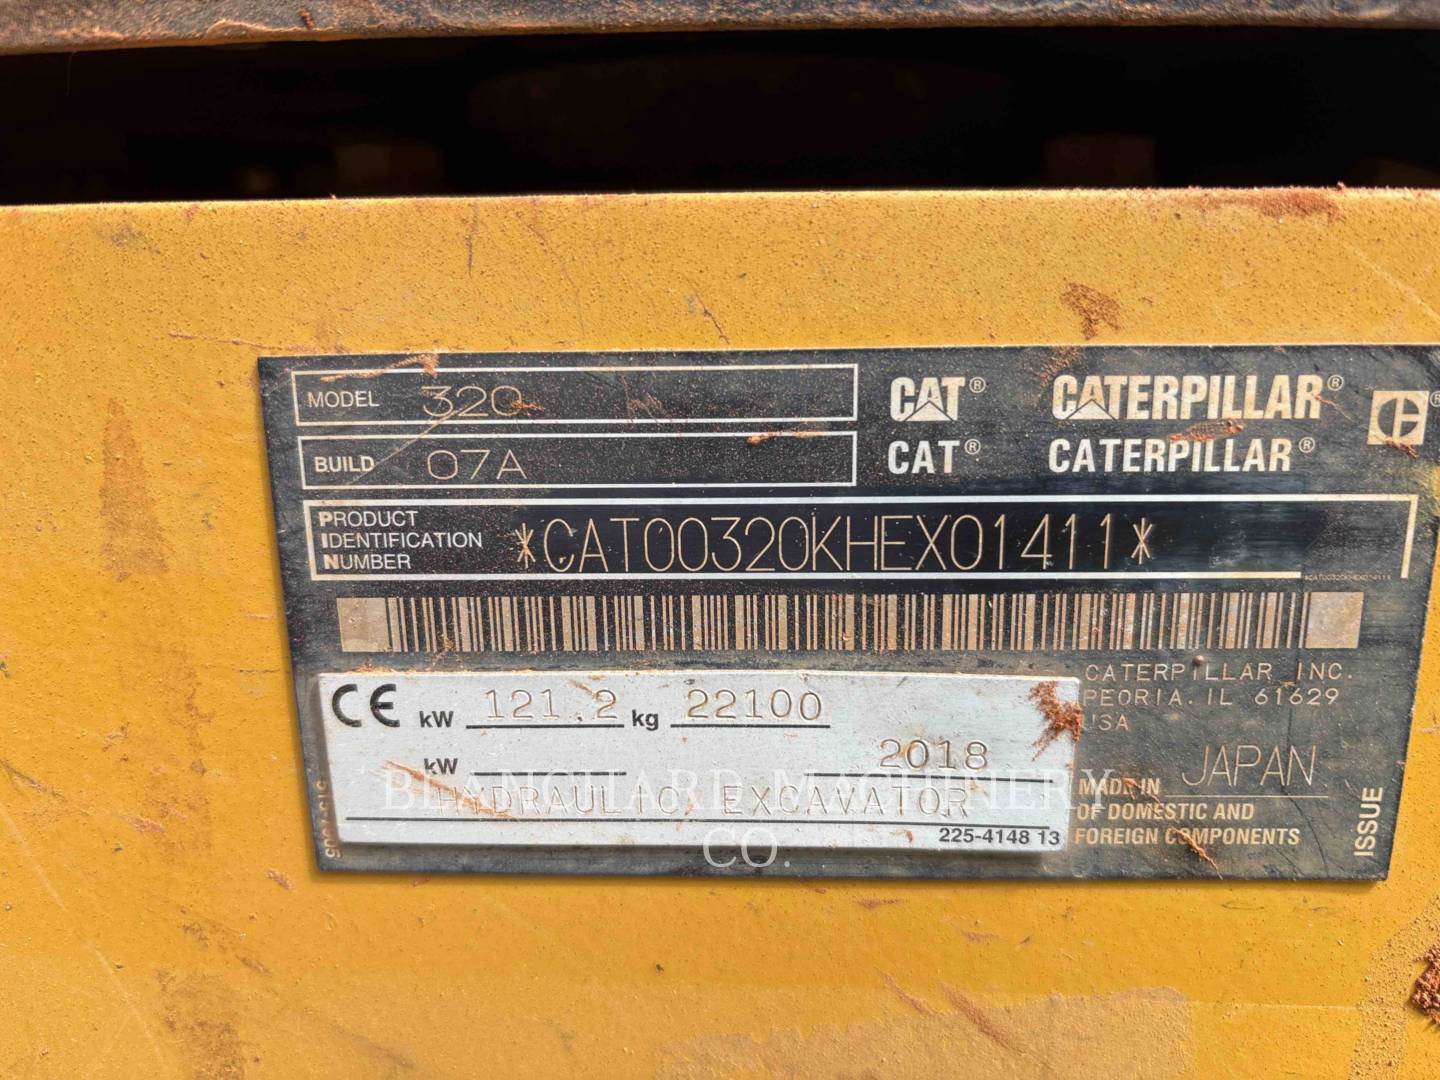 MODEL 320
BUILD 07A
CAT® CATERPILLAR®
CAT® CATERPILLAR®
PRODUCT
IDENTIFICATION
NUMBER
*CAT00320KHEX01411*
*CAT00320KHEX01411
CATERPILLAR INC.
PEORIA, IL 61629
USA
CE kW 121.2 kg 22100
kW 2018
HYDRAULIC EXCAVATOR
225-4148 13
MADE IN JAPAN
OF DOMESTIC AND
FOREIGN COMPONENTS
ISSUE
BLANCHARD MACHINERY
CO.